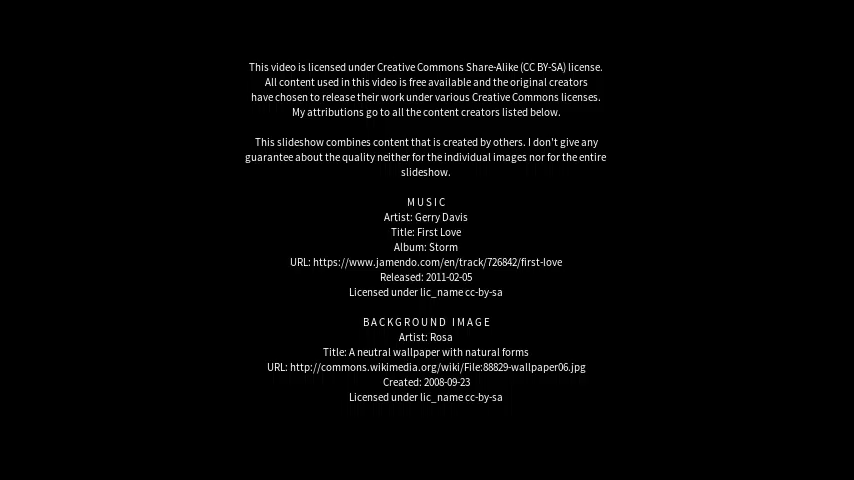 This video is licensed under Creative Commons Share-Alike (CC BY-SA) license.
All content used in this video is free available and the original creators
have chosen to release their work under various Creative Commons licenses.
My attributions go to all the content creators listed below.
This slideshow combines content that is created by others. I don't give any
guarantee about the quality neither for the individual images nor for the entire
slideshow.
MUSIC
Artist: Gerry Davis
Title: First Love
Album: Storm
URL: https://www.jamendo.com/en/track/726842/first-love
Released: 2011-02-05
Licensed under lic_name cc-by-sa
BACKGROUND IMAGE
Artist: Rosa
Title: A neutral wallpaper with natural forms
URL: http://commons.wikimedia.org/wiki/File:88829-wallpaper06.jpg
Created: 2008-09-23
Licensed under lic_name cc-by-sa